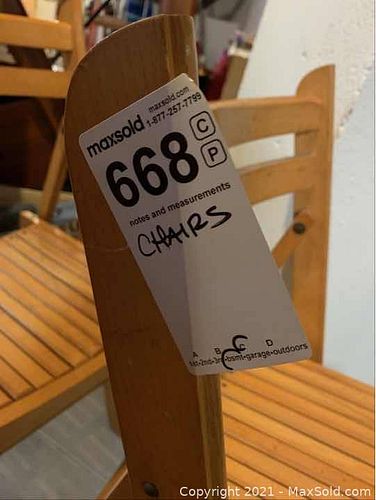 maxsold.com
maxsold 1-877-257-7799
668 C
P
notes and measurements
CHAIRS
A B C D
1st-2nd-3rd-bsmt-garage-outdoors
Copyright 2021 - MaxSold.com